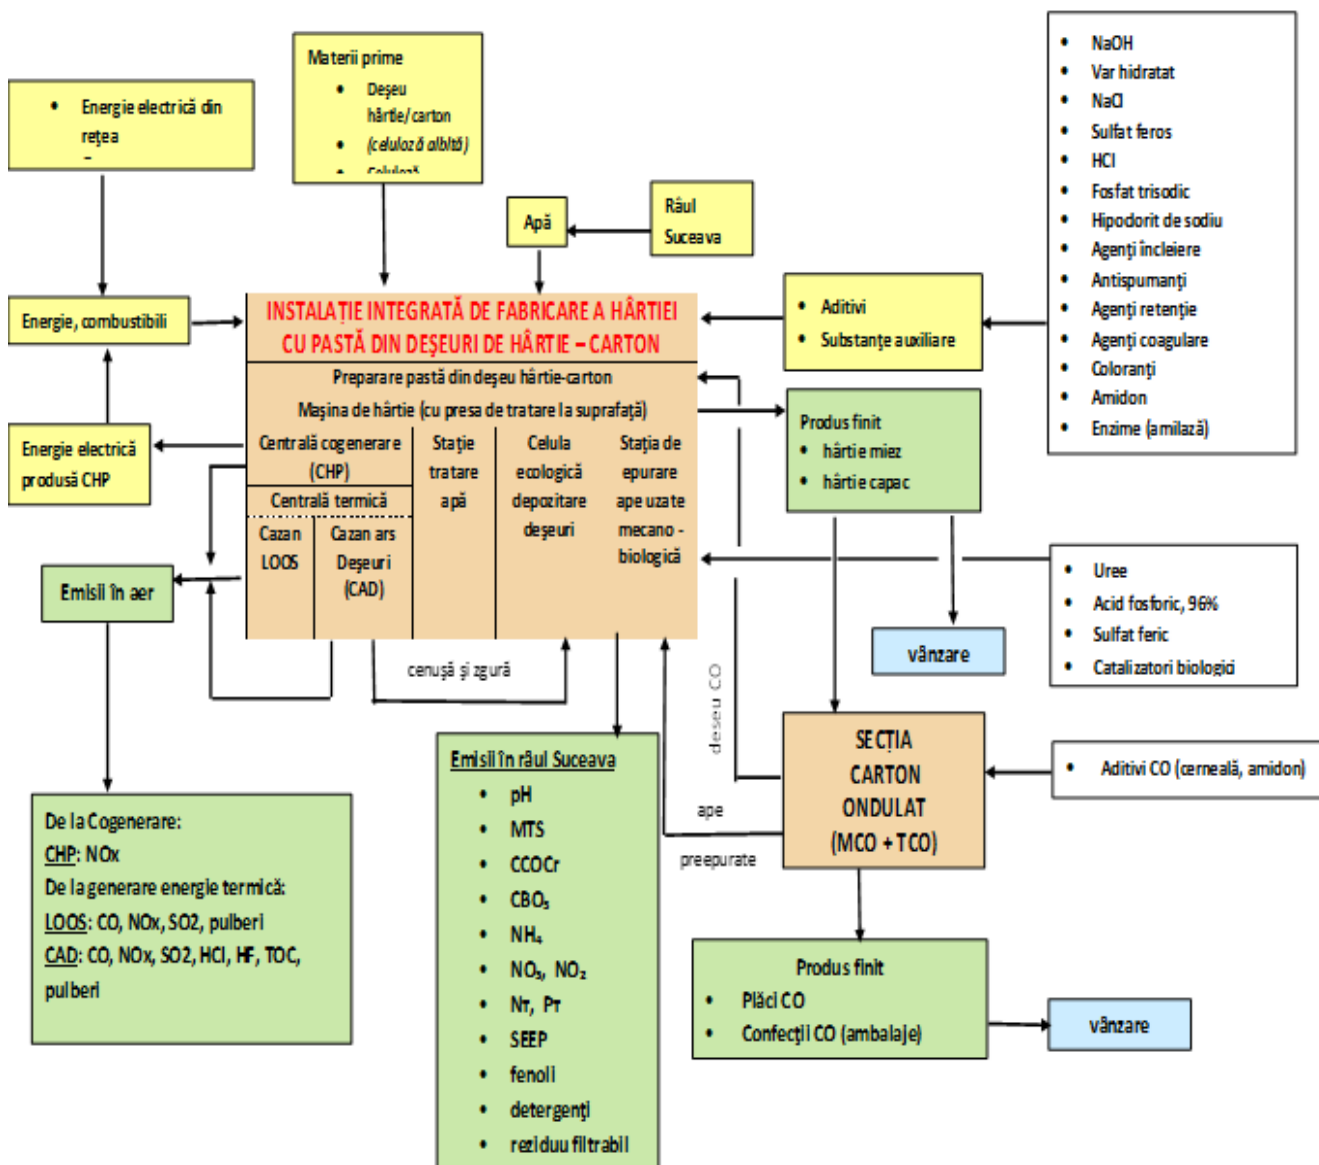 Materii prime
• Deșeu
hârtie/carton
• (celuloză albită)
• Celuloză
• Energie electrică din
rețea
Apă
Râul
Suceava
• NaOH
• Var hidratat
• NaCl
• Sulfat feros
• HCl
• Fosfat trisodic
• Hipodorit de sodiu
• Agenți încleiere
• Antispumanți
• Agenți retenție
• Agenți coagulare
• Coloranți
• Amidon
• Enzime (amilază)
Energie, combustibili
INSTALAȚIE INTEGRATĂ DE FABRICARE A HÂRTIEI
CU PASTĂ DIN DEȘEURI DE HÂRTIE – CARTON
• Aditivi
• Substanțe auxiliare
Preparare pastă din deșeu hârtie-carton
Mașina de hârtie (cu presa de tratare la suprafață)
Energie electrică
produsă CHP
Centrală cogenerare
(CHP)
Centrală termică
Cazan
LOOS
Cazan ars
Deșeuri
(CAD)
Stație
tratare
apă
Celula
ecologică
depozitare
deșeuri
Stația de
epurare
ape uzate
mecano -
biologică
Produs finit
• hârtie miez
• hârtie capac
Emisii în aer
• Uree
• Acid fosforic, 96%
• Sulfat feric
• Catalizatori biologici
vânzare
cenușă și zgură
deseu CO
ape
preepurate
SECȚIA
CARTON
ONDULAT
(MCO + TCO)
• Aditivi CO (cerneală, amidon)
De la Cogenerare:
CHP: NOx
De la generare energie termică:
LOOS: CO, NOx, SO2, pulberi
CAD: CO, NOx, SO2, HCl, HF, TOC,
pulberi
Emisii în râul Suceava
• pH
• MTS
• CCOCr
• CBO₅
• NH₄
• NO₃, NO₂
• Nт, Pт
• SEEP
• fenoli
• detergenți
• reziduu filtrabil
Produs finit
• Plăci CO
• Confecții CO (ambalaje)
vânzare